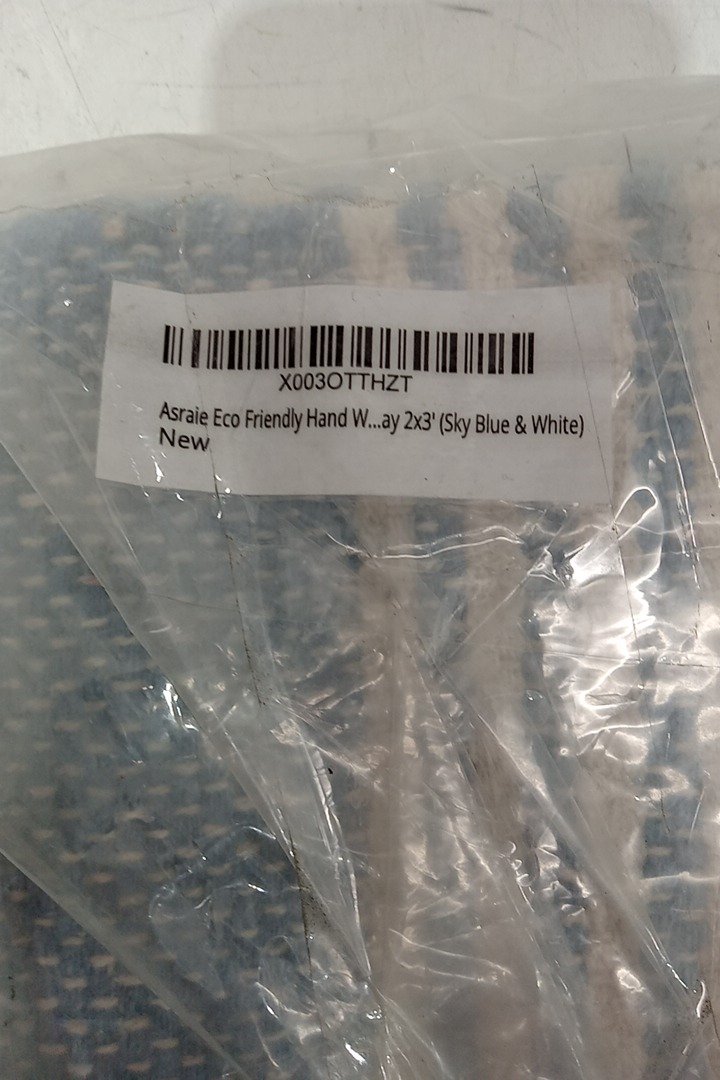 X003OTTHZT
Asraie Eco Friendly Hand W...ay 2x3' (Sky Blue & White)
New